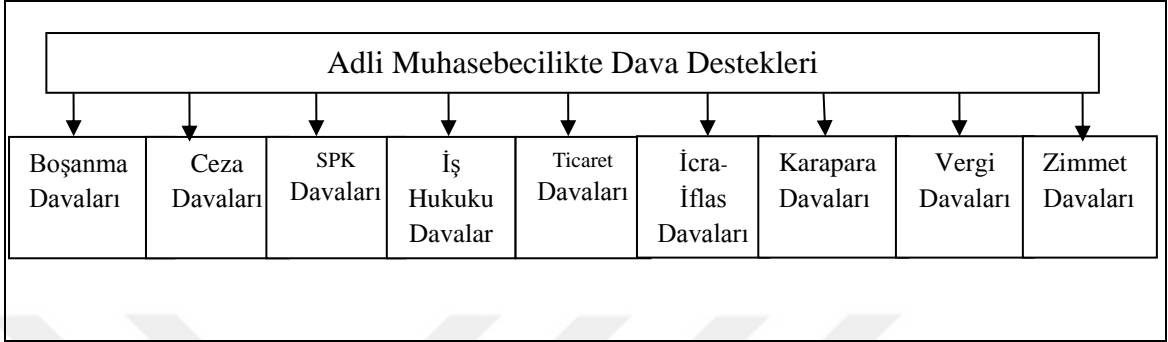 Adli Muhasebecilikte Dava Destekleri
Boşanma
Davaları
Ceza
Davaları
SPK
Davaları
İş
Hukuku
Davalar
Ticaret
Davaları
İcra-
İflas
Davaları
Karapara
Davaları
Vergi
Davaları
Zimmet
Davaları